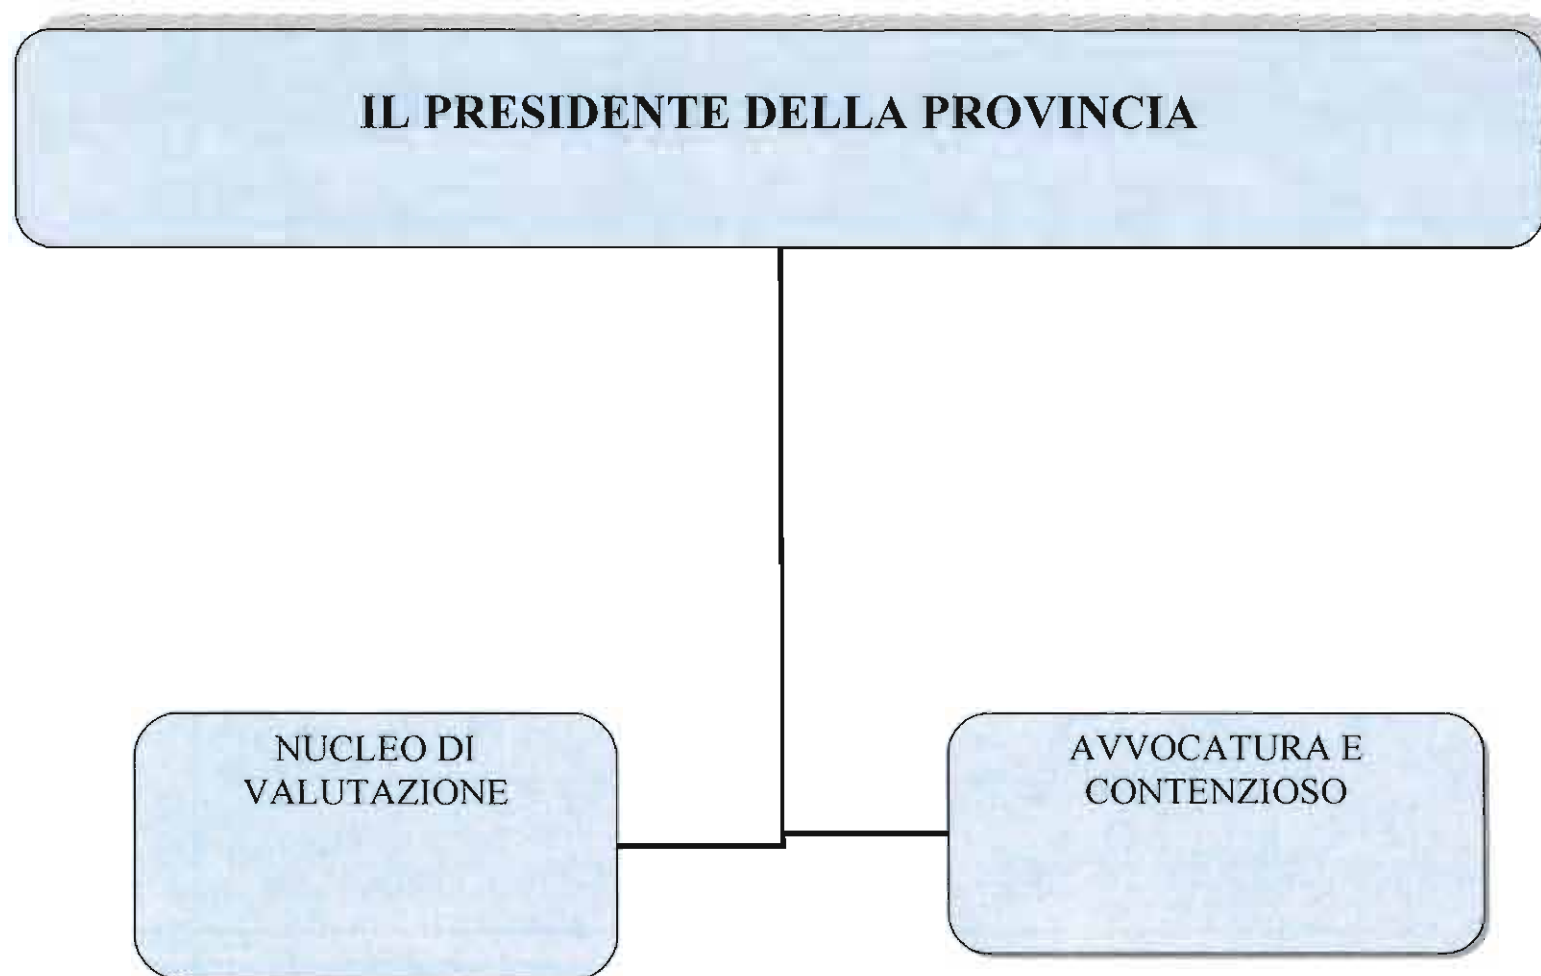 IL PRESIDENTE DELLA PROVINCIA
NUCLEO DI
VALUTAZIONE
AVVOCATURA E
CONTENZIOSO